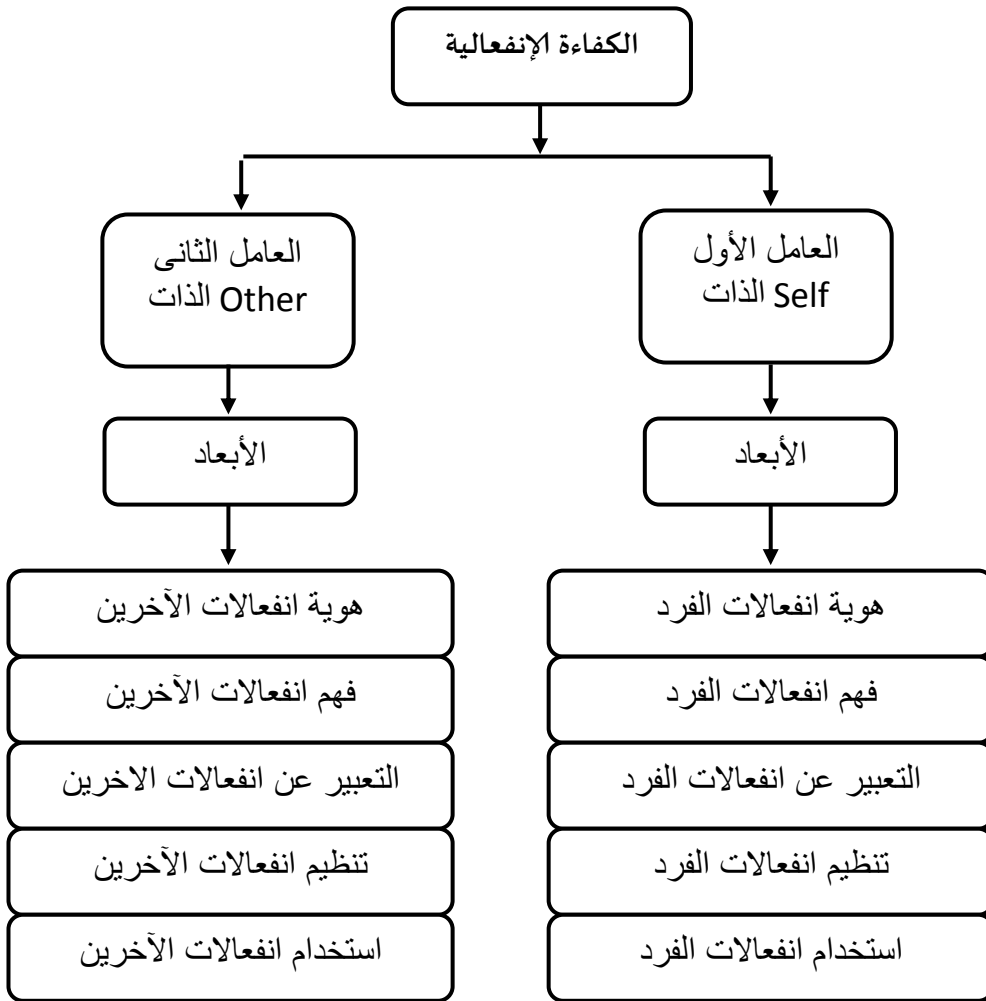 الكفاءة الإنفعالية
العامل الأول
الذات Self
العامل الثانى
الذات Other
الأبعاد
الأبعاد
هوية انفعالات الفرد
فهم انفعالات الفرد
التعبير عن انفعالات الفرد
تنظيم انفعالات الفرد
استخدام انفعالات الفرد
هوية انفعالات الآخرين
فهم انفعالات الآخرين
التعبير عن انفعالات الاخرين
تنظيم انفعالات الآخرين
استخدام انفعالات الآخرين